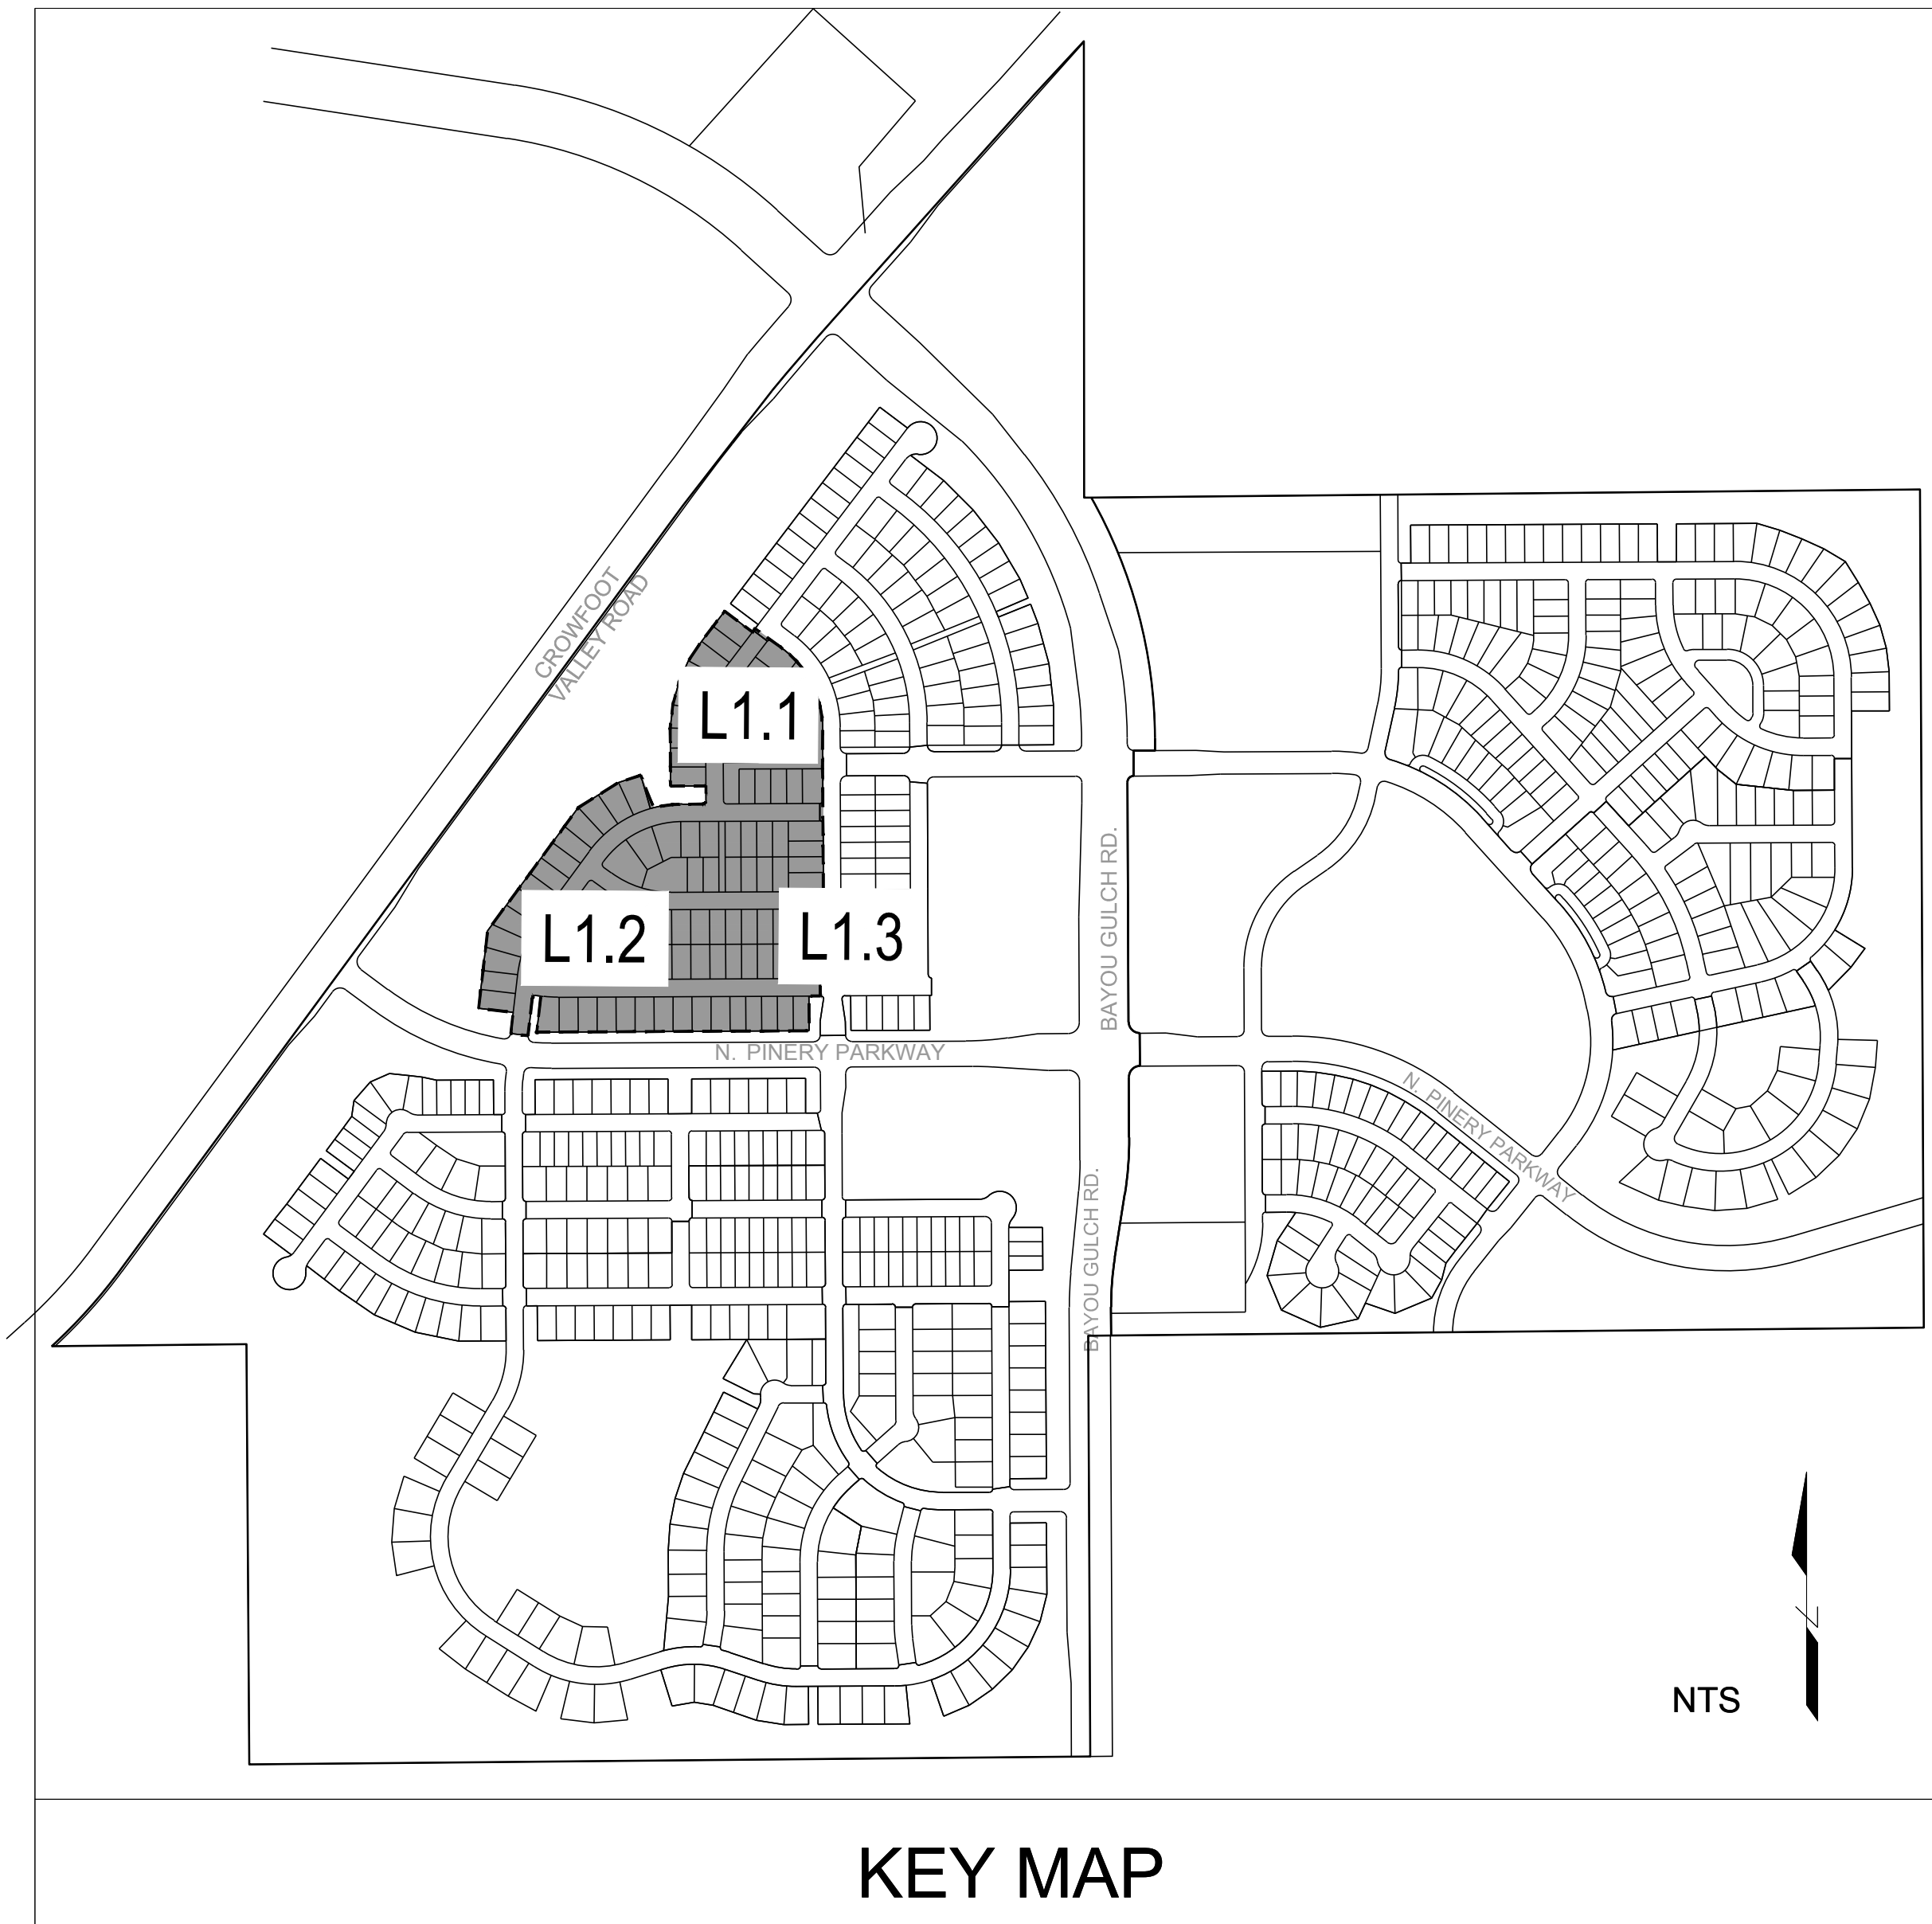 CROWFOOT
VALLEY ROAD
L1.1
L1.2
L1.3
BAYOU GULCH RD.
N. PINERY PARKWAY
N. PINERY PARKWAY
BAYOU GULCH RD.
N
NTS
KEY MAP